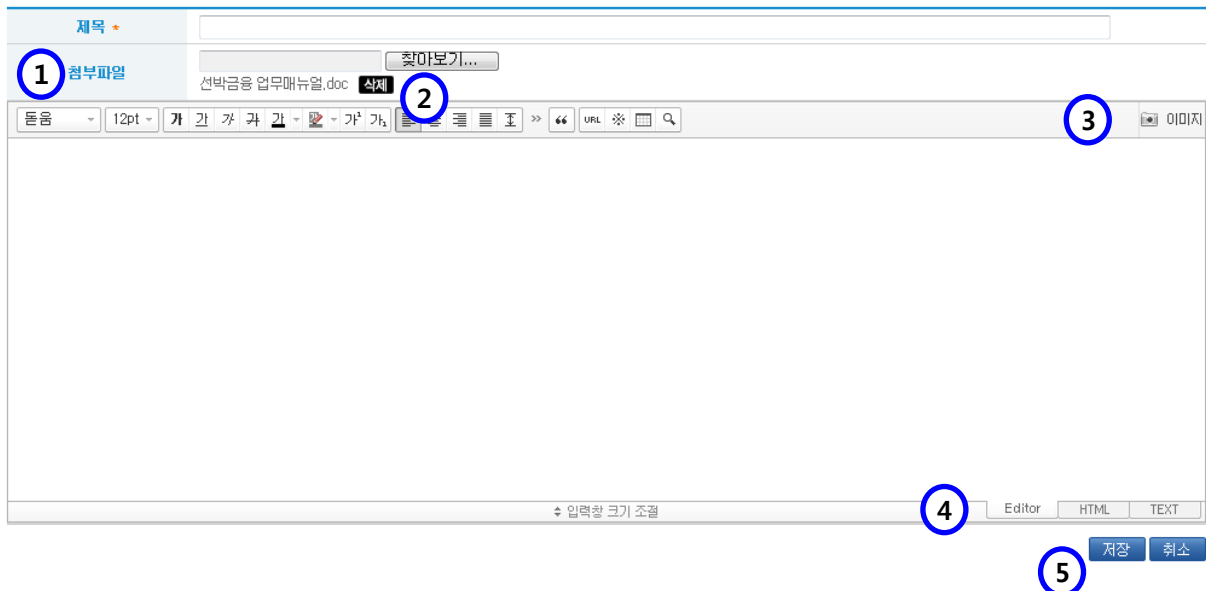 제목 *
1 첨부파일 찾아보기...
선박금융 업무매뉴얼.doc 삭제
2
돋움 12pt 가 가 가 가 가 가¹ 가₁ » “ URL ※ 3 이미지
입력창 크기 조절 4 Editor HTML TEXT
저장 취소
5